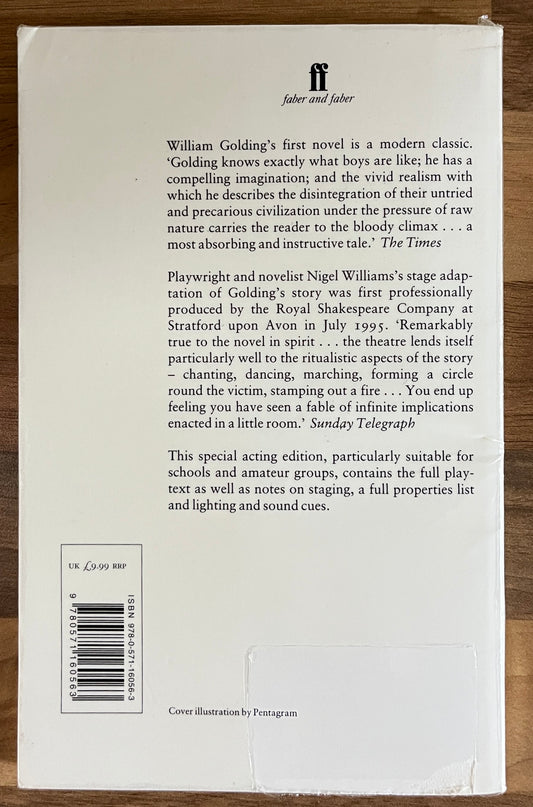 ff
faber and faber
William Golding's first novel is a modern classic.
‘Golding knows exactly what boys are like; he has a
compelling imagination; and the vivid realism with
which he describes the disintegration of their untried
and precarious civilization under the pressure of raw
nature carries the reader to the bloody climax . . . a
most absorbing and instructive tale.’ The Times
Playwright and novelist Nigel Williams's stage adap-
tation of Golding's story was first professionally
produced by the Royal Shakespeare Company at
Stratford upon Avon in July 1995. ‘Remarkably
true to the novel in spirit . . . the theatre lends itself
particularly well to the ritualistic aspects of the story
– chanting, dancing, marching, forming a circle
round the victim, stamping out a fire . . . You end up
feeling you have seen a fable of infinite implications
enacted in a little room.’ Sunday Telegraph
This special acting edition, particularly suitable for
schools and amateur groups, contains the full play-
text as well as notes on staging, a full properties list
and lighting and sound cues.
UK £9.99 RRP
ISBN 978-0-571-16056-3
9 780571 160563
Cover illustration by Pentagram